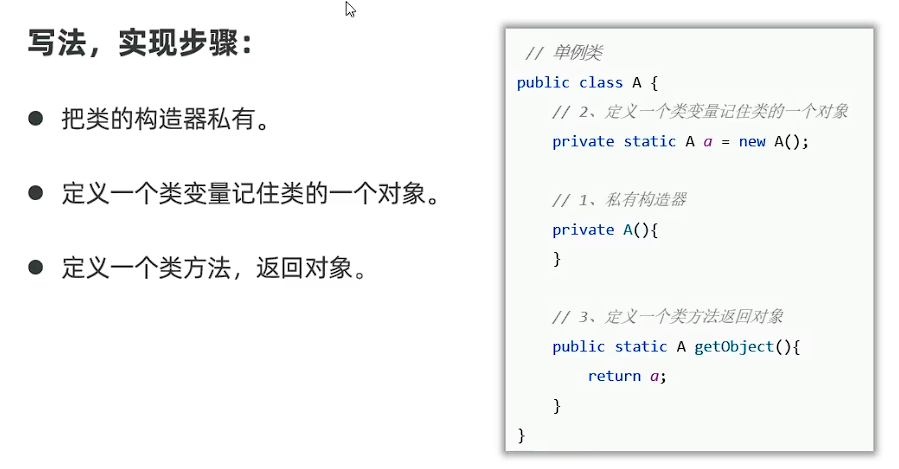 写法，实现步骤：
● 把类的构造器私有。
● 定义一个类变量记住类的一个对象。
● 定义一个类方法，返回对象。
// 单例类
public class A {
// 2、定义一个类变量记住类的一个对象
private static A a = new A();
// 1、私有构造器
private A(){
}
// 3、定义一个类方法返回对象
public static A getObject(){
return a;
}
}